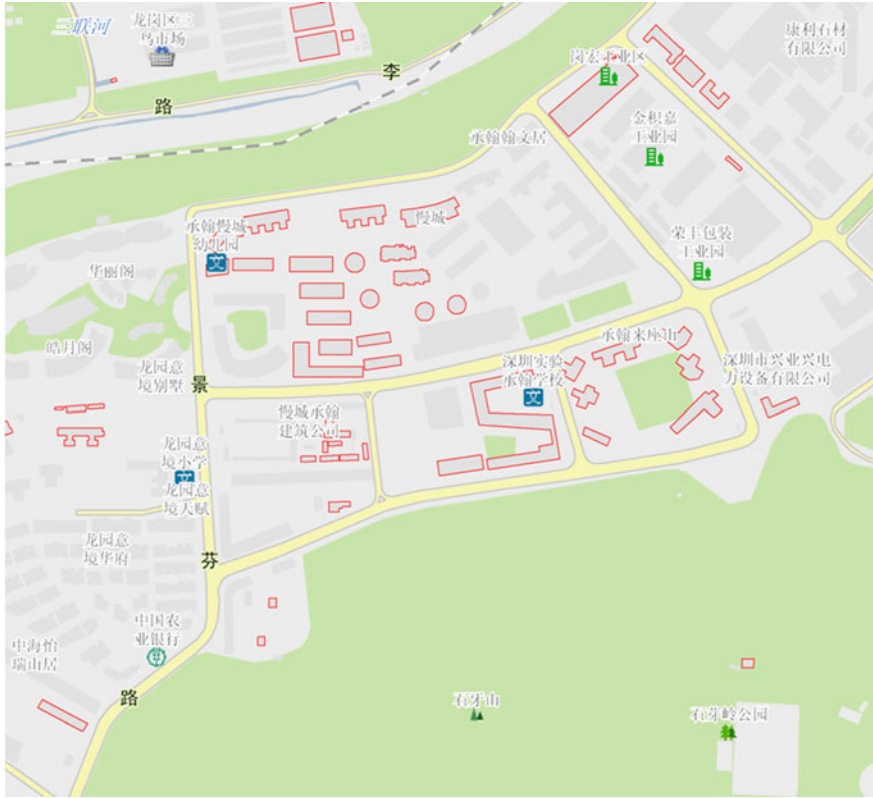 三联河
龙岗区三
鸟市场
李
路
岗宏工业区
康利石材
有限公司
金积嘉
工业园
承翰翰文居
承翰慢城
幼儿园
慢城
荣丰包装
工业园
华丽阁
皓月阁
龙园意
境别墅
景
深圳实验
承翰学校
承翰来座山
深圳市兴业兴电
力设备有限公司
慢城承翰
建筑公司
龙园意
境小学
龙园意
境天赋
龙园意
境华府
芬
中国农
业银行
中海怡
瑞山居
路
石牙山
石芽岭公园